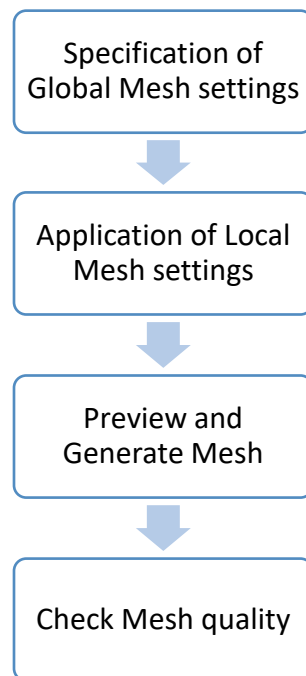 Specification of
Global Mesh settings
Application of Local
Mesh settings
Preview and
Generate Mesh
Check Mesh quality